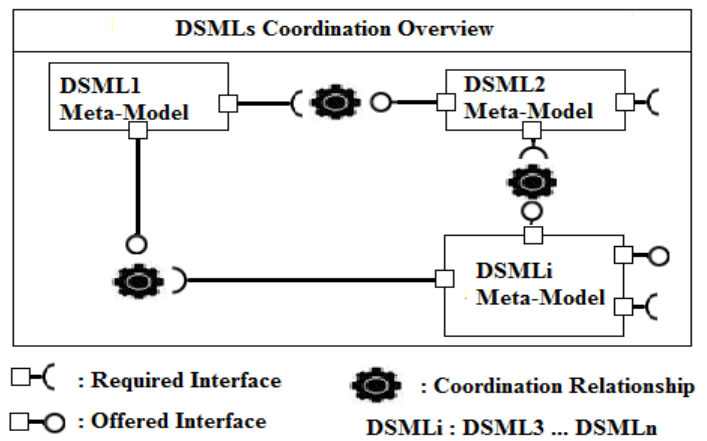 DSMLs Coordination Overview
DSML1
Meta-Model
DSML2
Meta-Model
DSMLi
Meta-Model
: Required Interface
: Coordination Relationship
: Offered Interface
DSMLi : DSML3 ... DSMLn